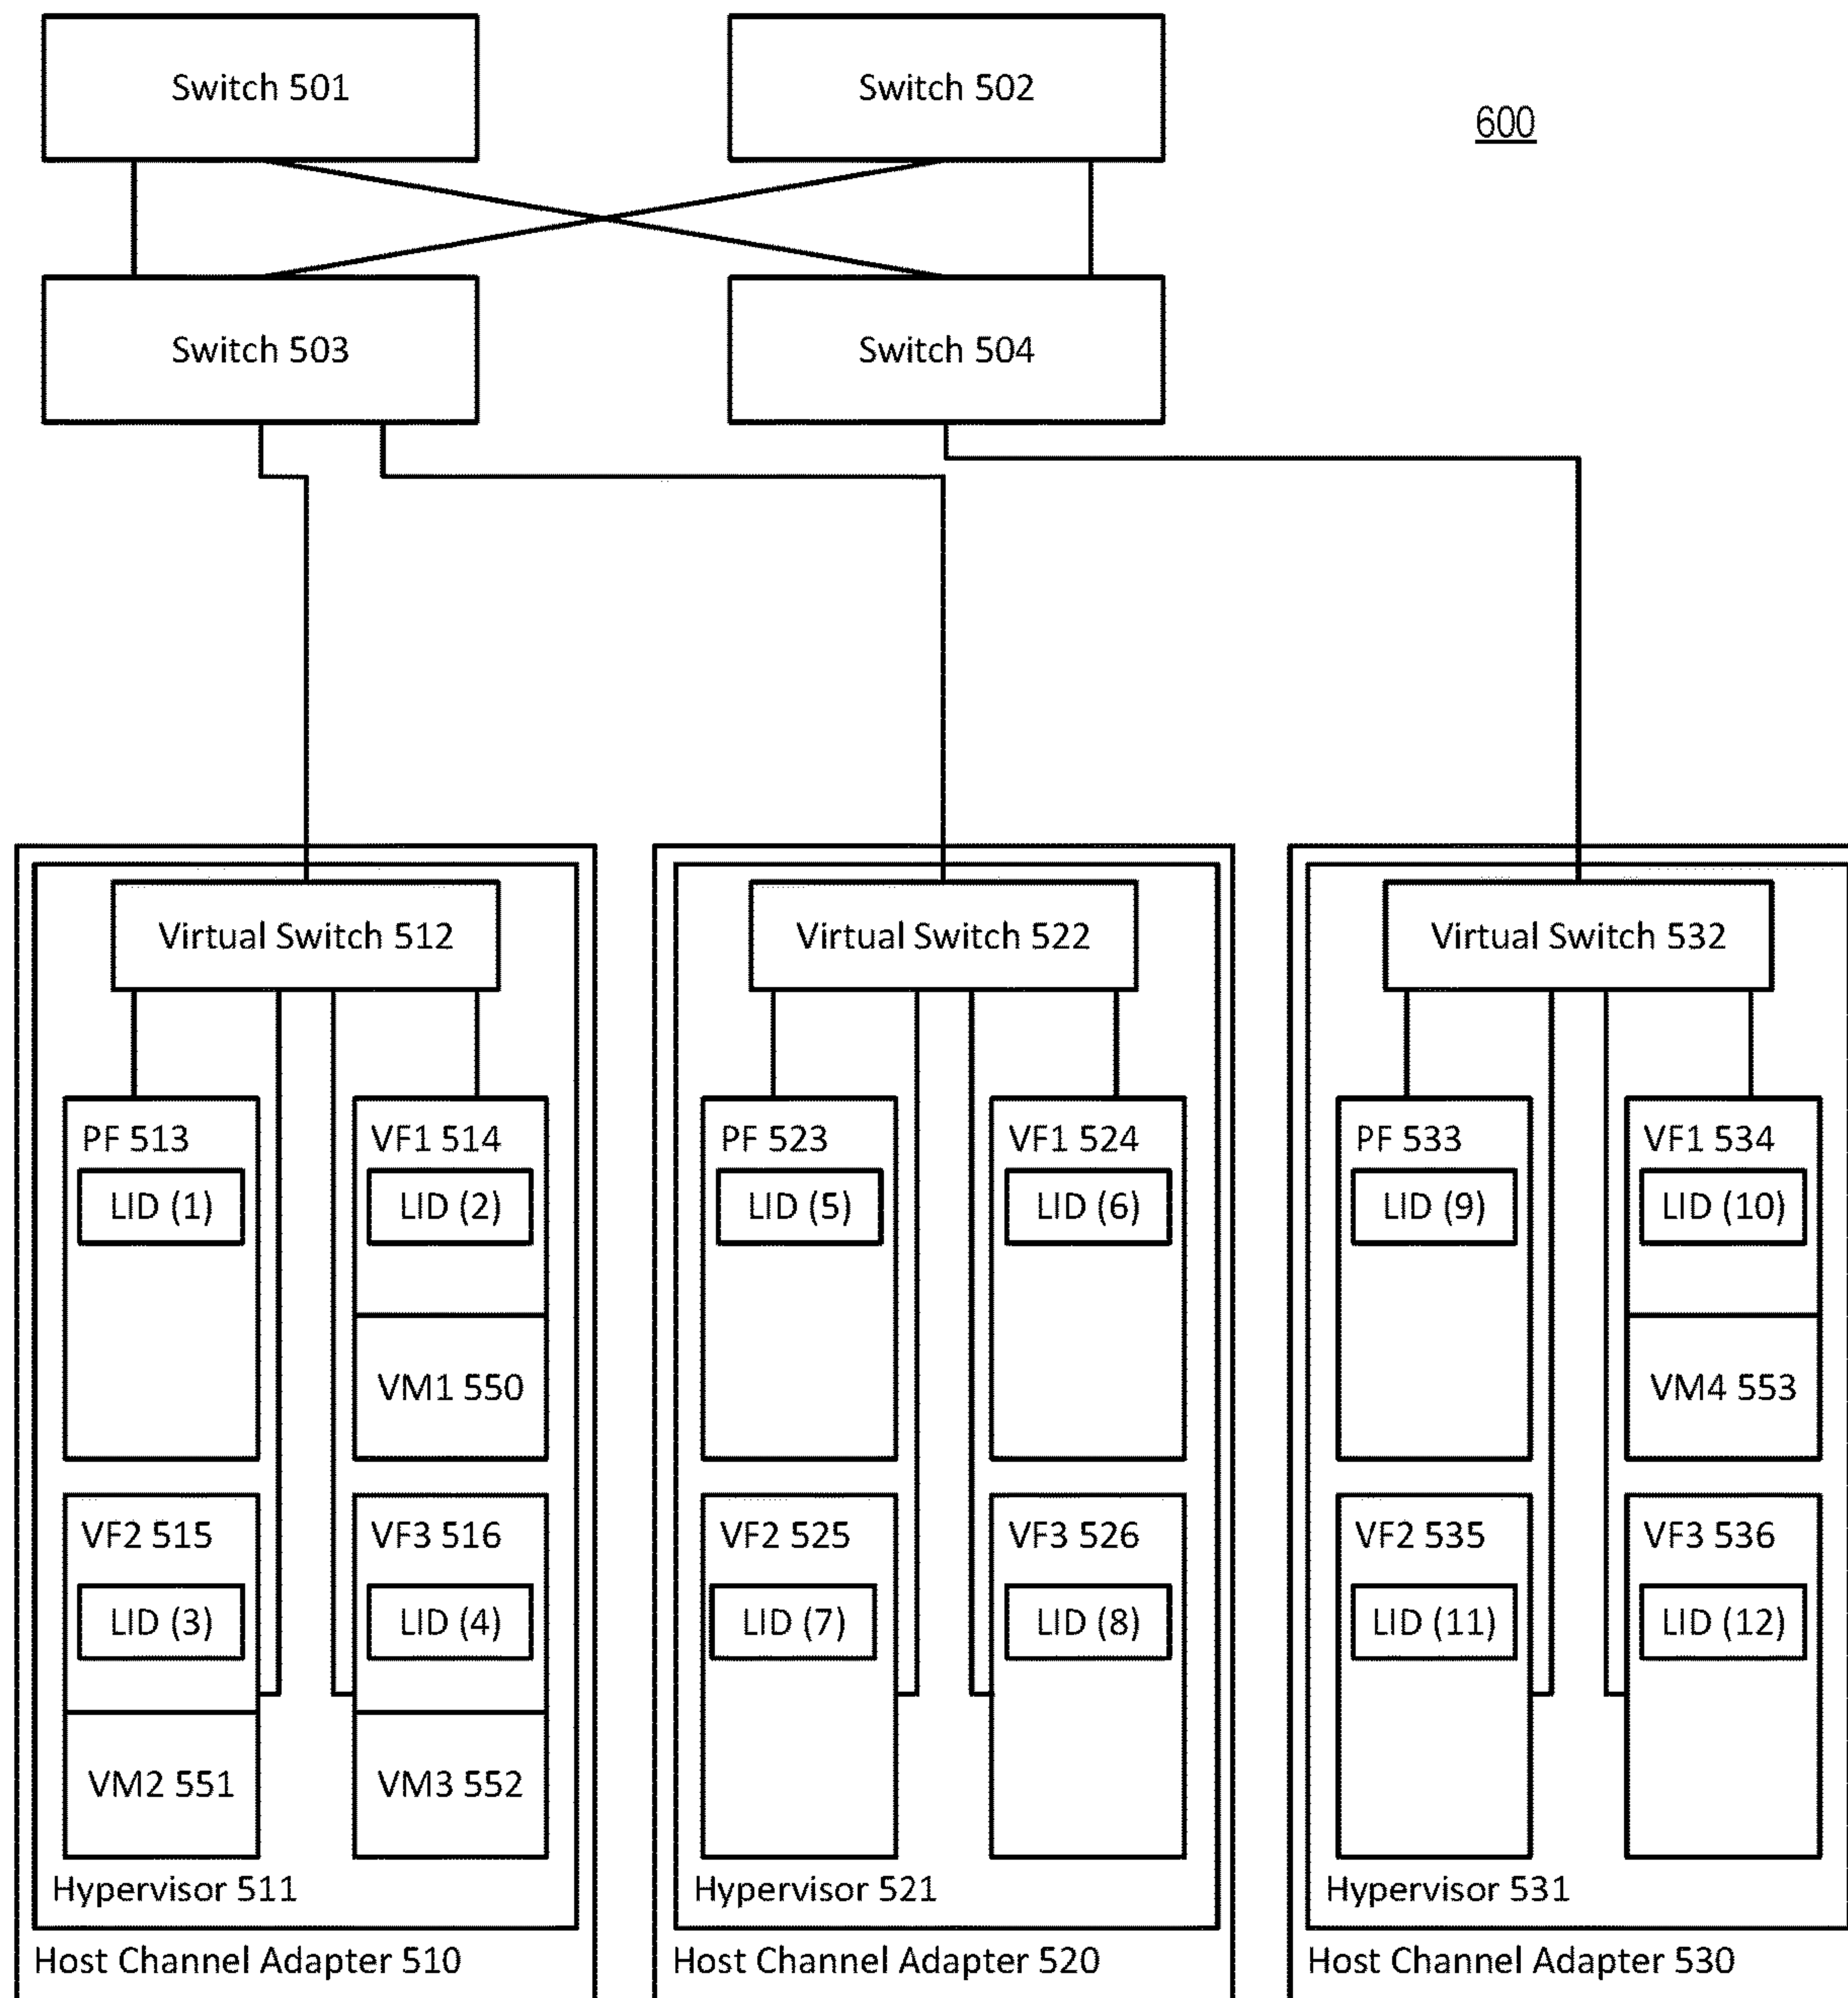 Switch 501
Switch 502
600
Switch 503
Switch 504
Virtual Switch 512
Virtual Switch 522
Virtual Switch 532
PF 513
LID (1)
VF1 514
LID (2)
VM1 550
VF2 515
LID (3)
VM2 551
VF3 516
LID (4)
VM3 552
Hypervisor 511
Host Channel Adapter 510
PF 523
LID (5)
VF1 524
LID (6)
VF2 525
LID (7)
VF3 526
LID (8)
Hypervisor 521
Host Channel Adapter 520
PF 533
LID (9)
VF1 534
LID (10)
VM4 553
VF2 535
LID (11)
VF3 536
LID (12)
Hypervisor 531
Host Channel Adapter 530